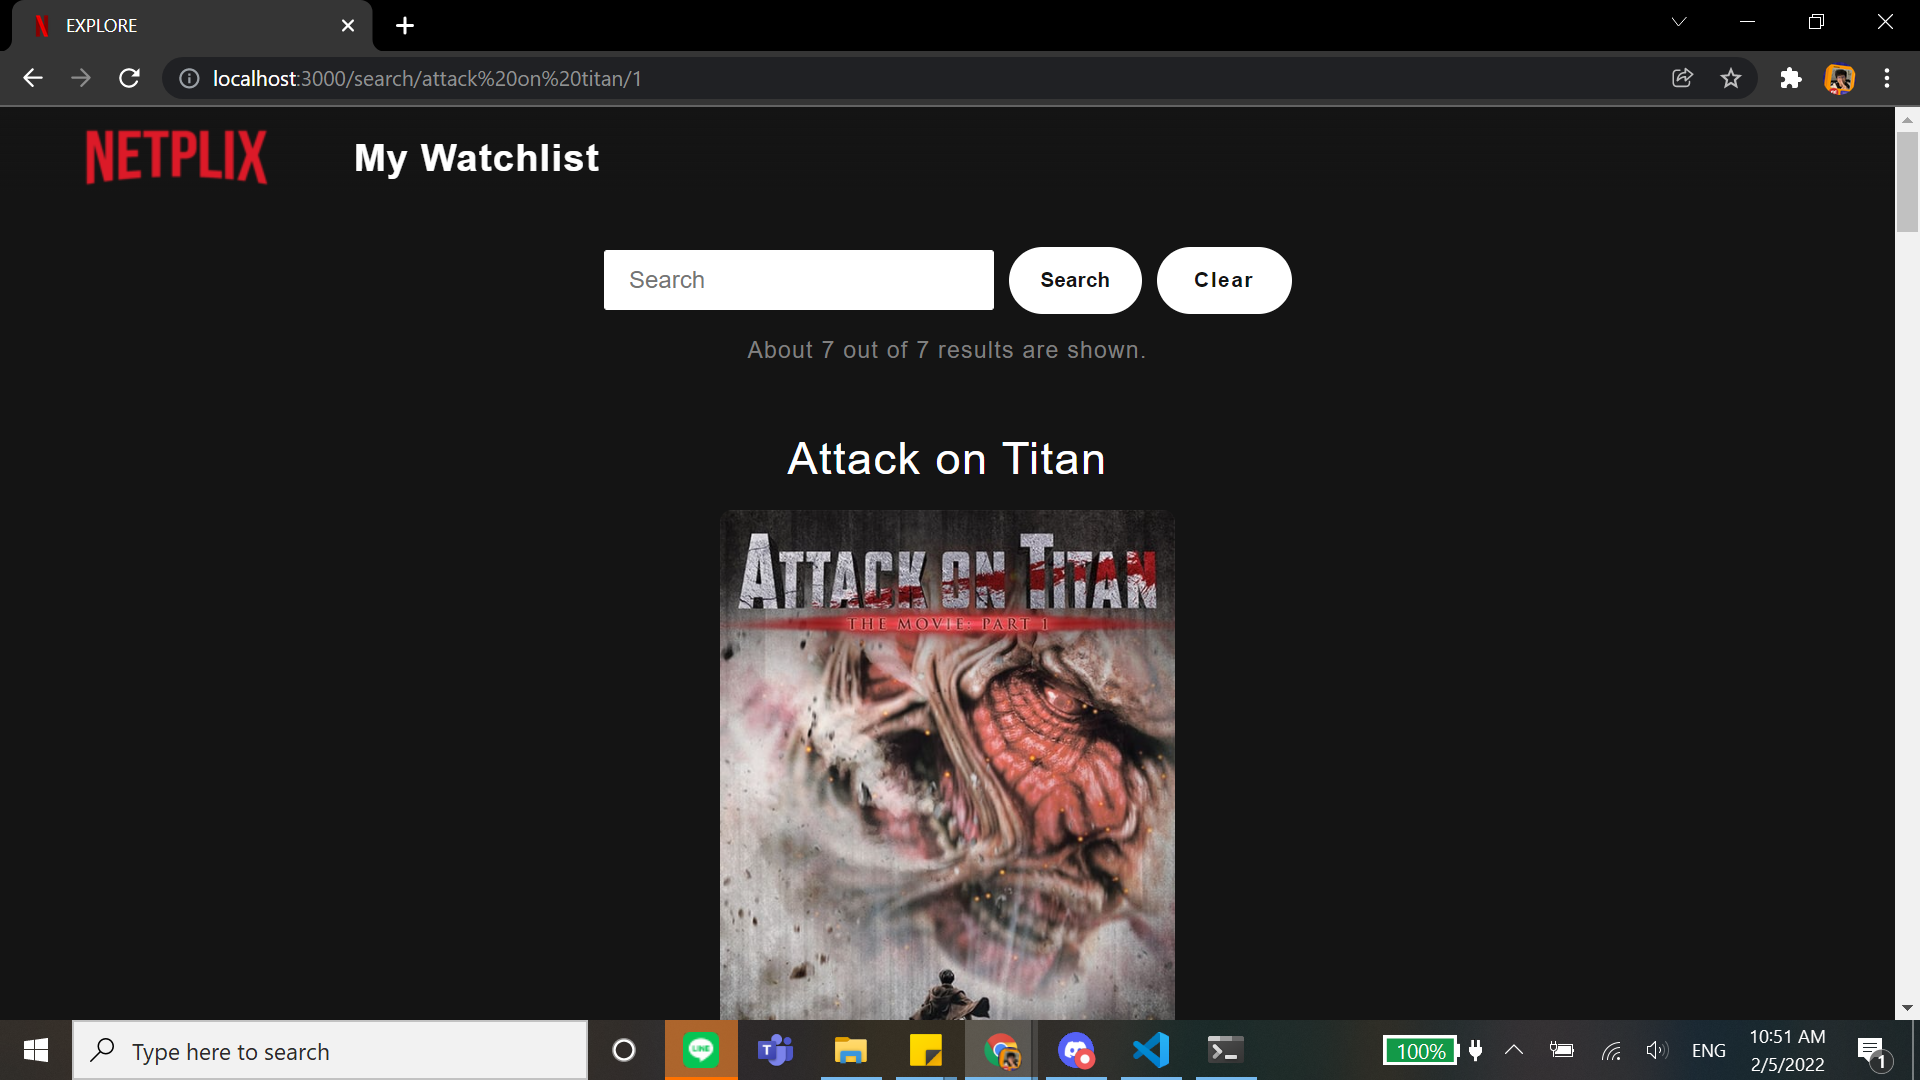 EXPLORE
localhost:3000/search/attack%20on%20titan/1
NETPLIX
My Watchlist
Search
Search
Clear
About 7 out of 7 results are shown.
Attack on Titan
ATTACK ON TITAN
THE MOVIE: PART 1
Type here to search
LINE
100%
ENG
10:51 AM
2/5/2022
1